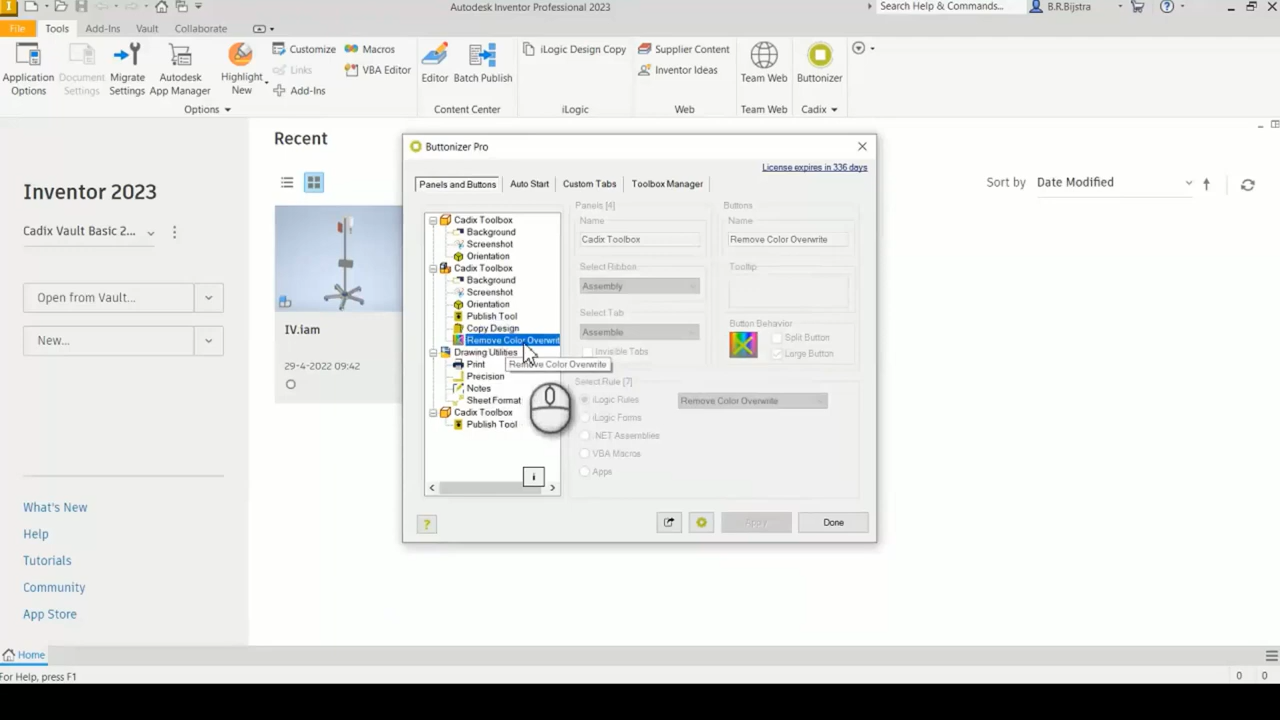 Autodesk Inventor Professional 2023
Search Help & Commands...
B.R.Bijstra
File
Tools
Add-Ins
Vault
Collaborate
Application Options
Document Settings
Migrate Settings
Autodesk App Manager
Highlight New
Customize
Links
Add-Ins
Macros
VBA Editor
Options
Editor
Batch Publish
Content Center
iLogic Design Copy
iLogic
Supplier Content
Inventor Ideas
Web
Team Web
Team Web
Buttonizer
Cadix
Inventor 2023
Cadix Vault Basic 2...
Open from Vault...
New...
What's New
Help
Tutorials
Community
App Store
Recent
IV.iam
29-4-2022 09:42
Sort by
Date Modified
Buttonizer Pro
License expires in 336 days
Panels and Buttons
Auto Start
Custom Tabs
Toolbox Manager
Cadix Toolbox
Background
Screenshot
Orientation
Cadix Toolbox
Background
Screenshot
Orientation
Publish Tool
Copy Design
Remove Color Overwrit
Drawing Utilities
Remove Color Overwrite
Print
Precision
Notes
Sheet Format
Cadix Toolbox
Publish Tool
i
Panels [4]
Name
Cadix Toolbox
Select Ribbon
Assembly
Select Tab
Assemble
Invisible Tabs
Buttons
Name
Remove Color Overwrite
Tooltip
Button Behavior
Split Button
Large Button
Select Rule [7]
iLogic Rules
Remove Color Overwrite
iLogic Forms
.NET Assemblies
VBA Macros
Apps
?
Apply
Done
Home
For Help, press F1
0
0